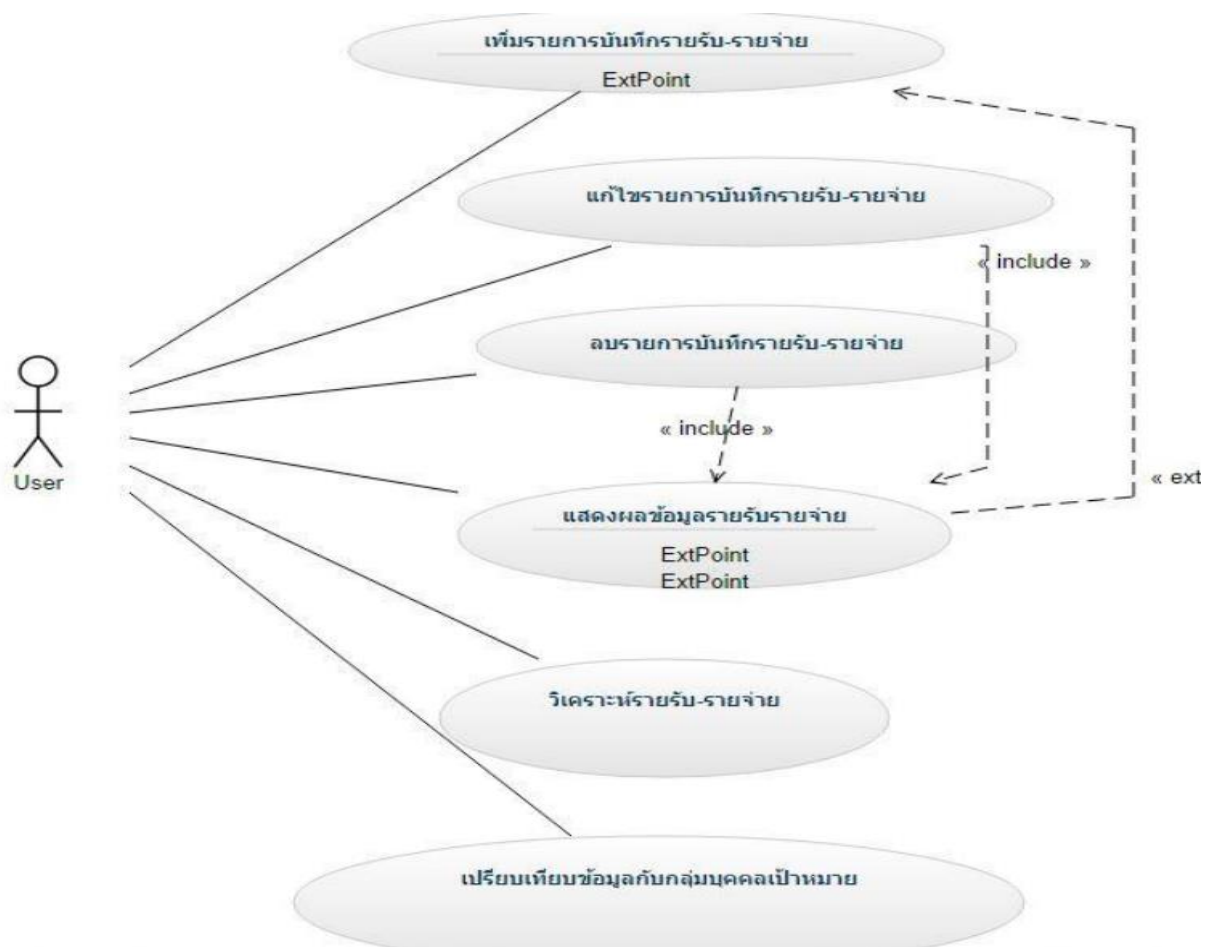 เพิ่มรายการบันทึกรายรับ-รายจ่าย
ExtPoint
แก้ไขรายการบันทึกรายรับ-รายจ่าย
« include »
ลบรายการบันทึกรายรับ-รายจ่าย
« include »
User
« ext
แสดงผลข้อมูลรายรับรายจ่าย
ExtPoint
ExtPoint
วิเคราะห์รายรับ-รายจ่าย
เปรียบเทียบข้อมูลกับกลุ่มบุคคลเป้าหมาย